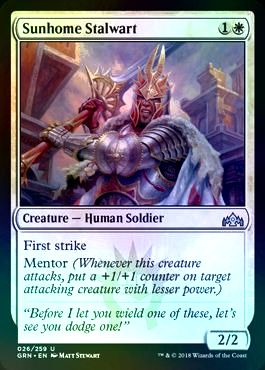 Sunhome Stalwart 1
Creature — Human Soldier
First strike
Mentor (Whenever this creature
attacks, put a +1/+1 counter on target
attacking creature with lesser power.)
"Before I let you wield one of these, let's
see you dodge one!"
2/2
026/259 U
GRN • EN Matt Stewart
™ & © 2018 Wizards of the Coast